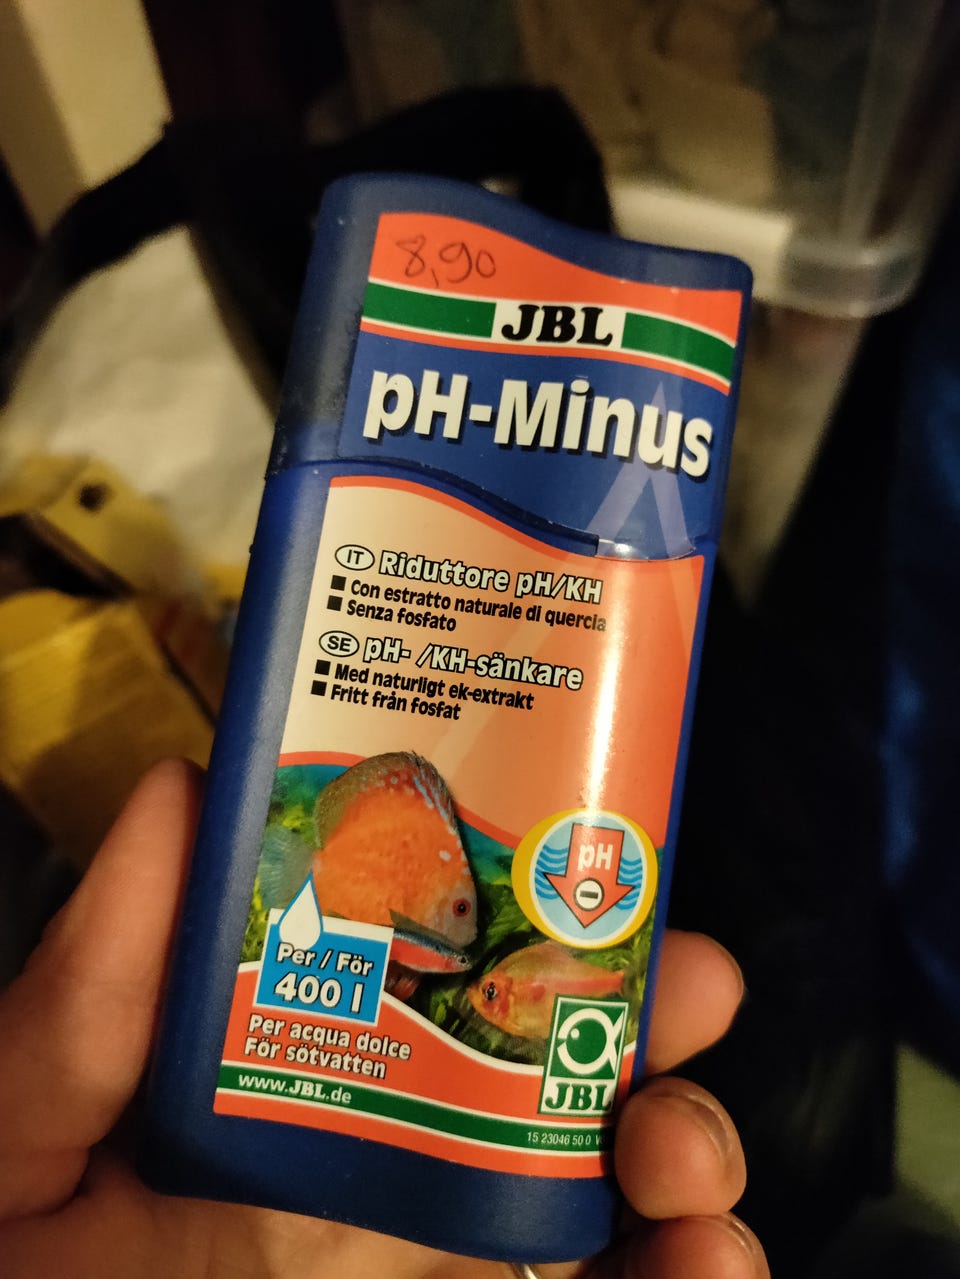 8,90
JBL
pH-Minus
IT Riduttore pH/KH
Con estratto naturale di quercia
Senza fosfato
SE pH- /KH-sänkare
Med naturligt ek-extrakt
Fritt från fosfat
pH
Per / För
400 l
Per acqua dolce
För sötvatten
JBL
www.JBL.de
15 23046 50 0